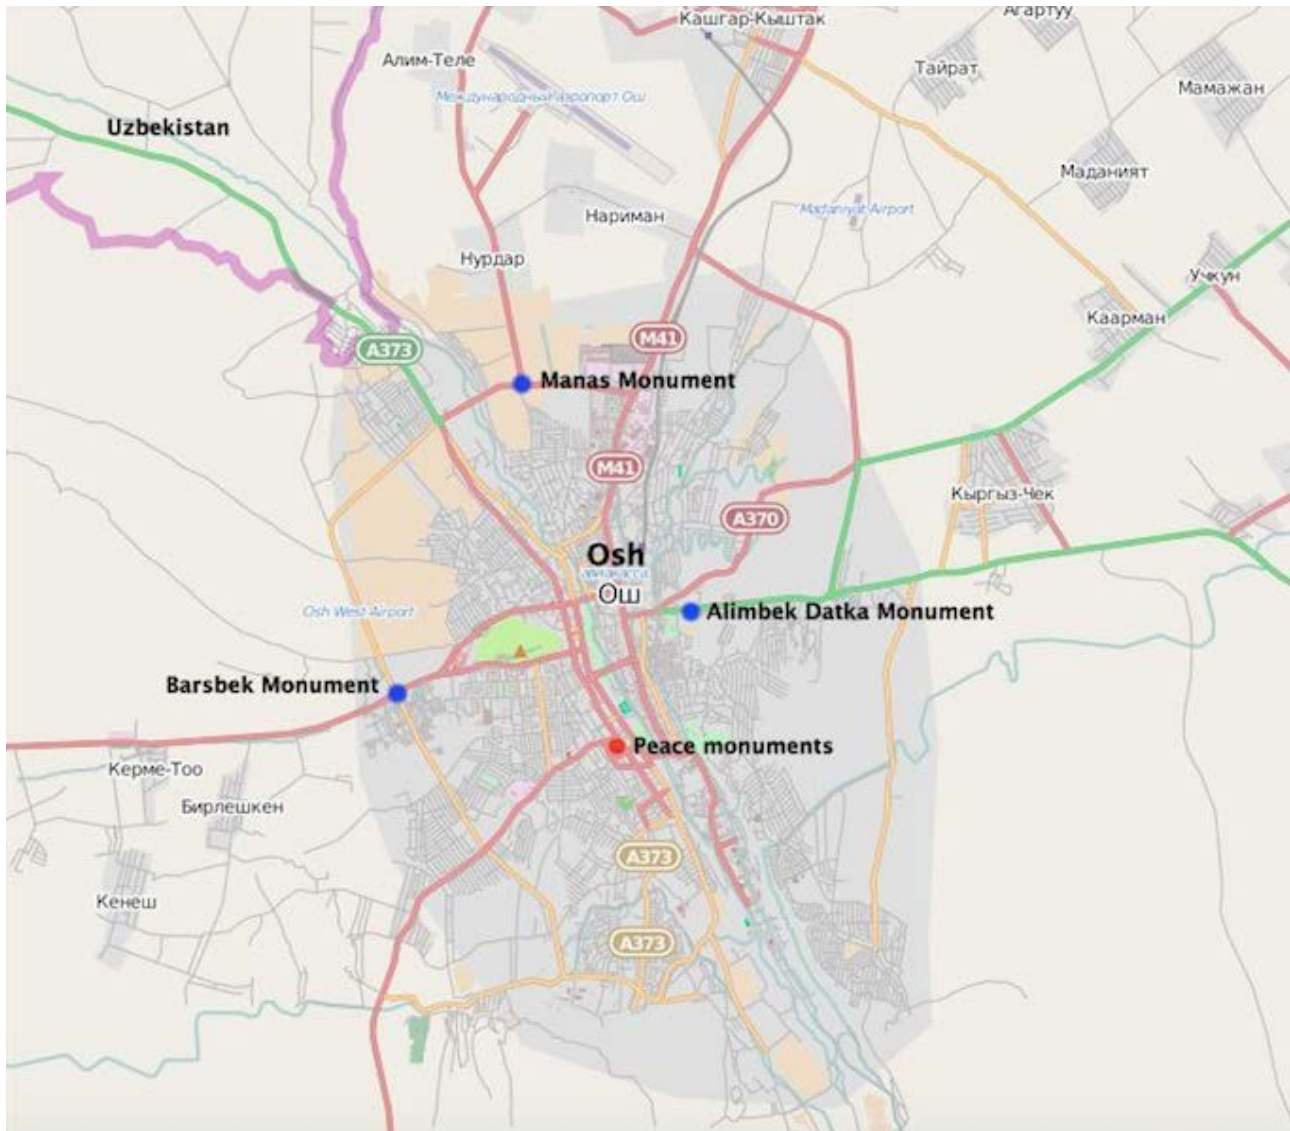 Кашгар-Кыштак
Агартуу
Алим-Теле
Тайрат
Мамажан
Международный аэропорт Ош
Uzbekistan
Маданият
Нариман
Madaniyat Airport
Нурдар
Учкун
Каарман
M41
A373
Manas Monument
M41
Кыргыз-Чек
A370
Osh
Ош
Osh West Airport
Alimbek Datka Monument
Barsbek Monument
Peace monuments
Керме-Тоо
Бирлешкен
A373
Кенеш
A373